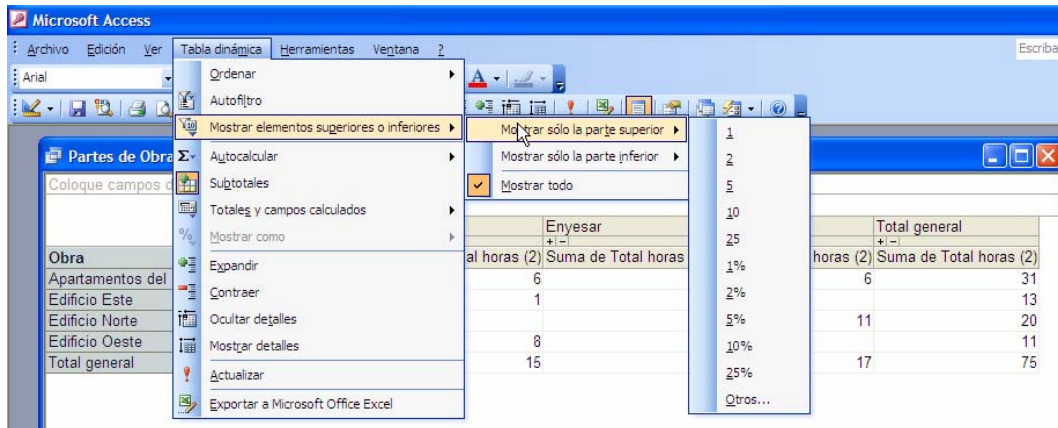 Microsoft Access
Archivo Edición Ver Tabla dinámica Herramientas Ventana ?
Escriba
Arial
Ordenar
Autofiltro
Mostrar elementos superiores o inferiores
Autocalcular
Subtotales
Totales y campos calculados
Mostrar como
Expandir
Contraer
Ocultar detalles
Mostrar detalles
Actualizar
Exportar a Microsoft Office Excel
Mostrar sólo la parte superior
Mostrar sólo la parte inferior
Mostrar todo
1
2
5
10
25
1%
2%
5%
10%
25%
Otros...
Partes de Obra
Coloque campos d
Enyesar Total general
Obra al horas (2) Suma de Total horas horas (2) Suma de Total horas (2)
Apartamentos del 6 6 31
Edificio Este 1 13
Edificio Norte 11 20
Edificio Oeste 8 11
Total general 15 17 75